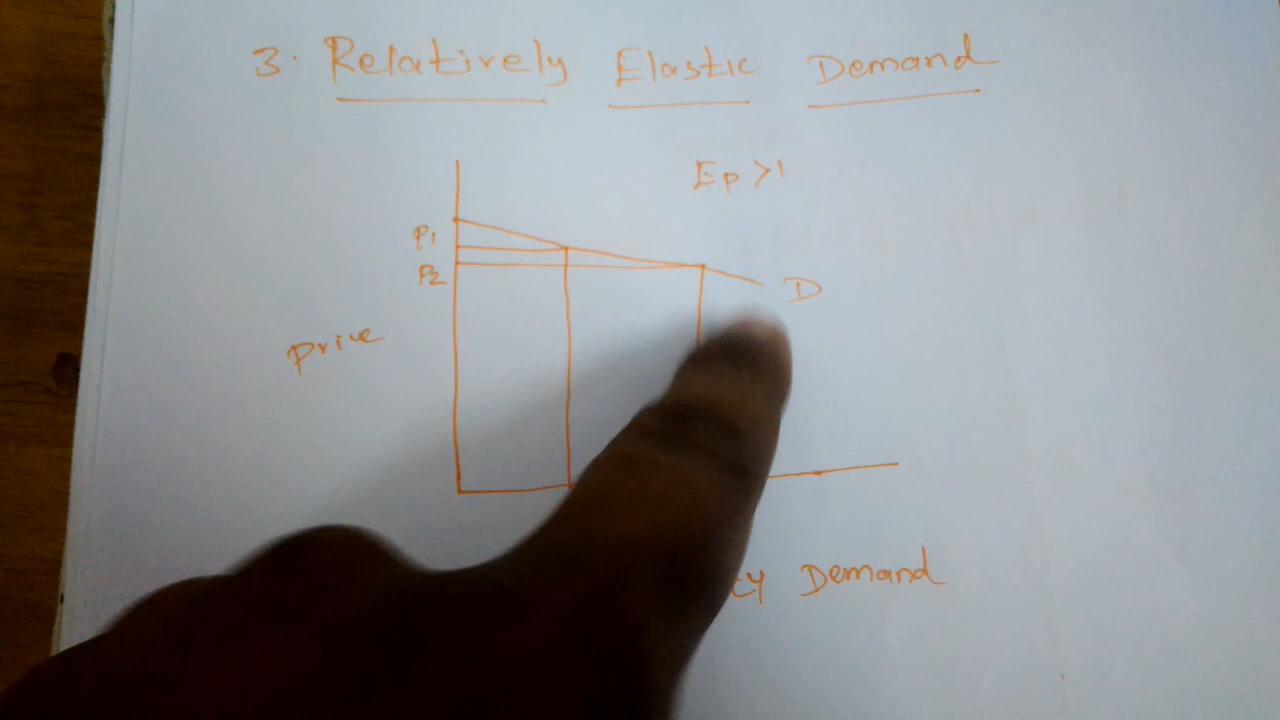 3. Relatively Elastic Demand
Ep >1
P1
P2
D
Price
Demand